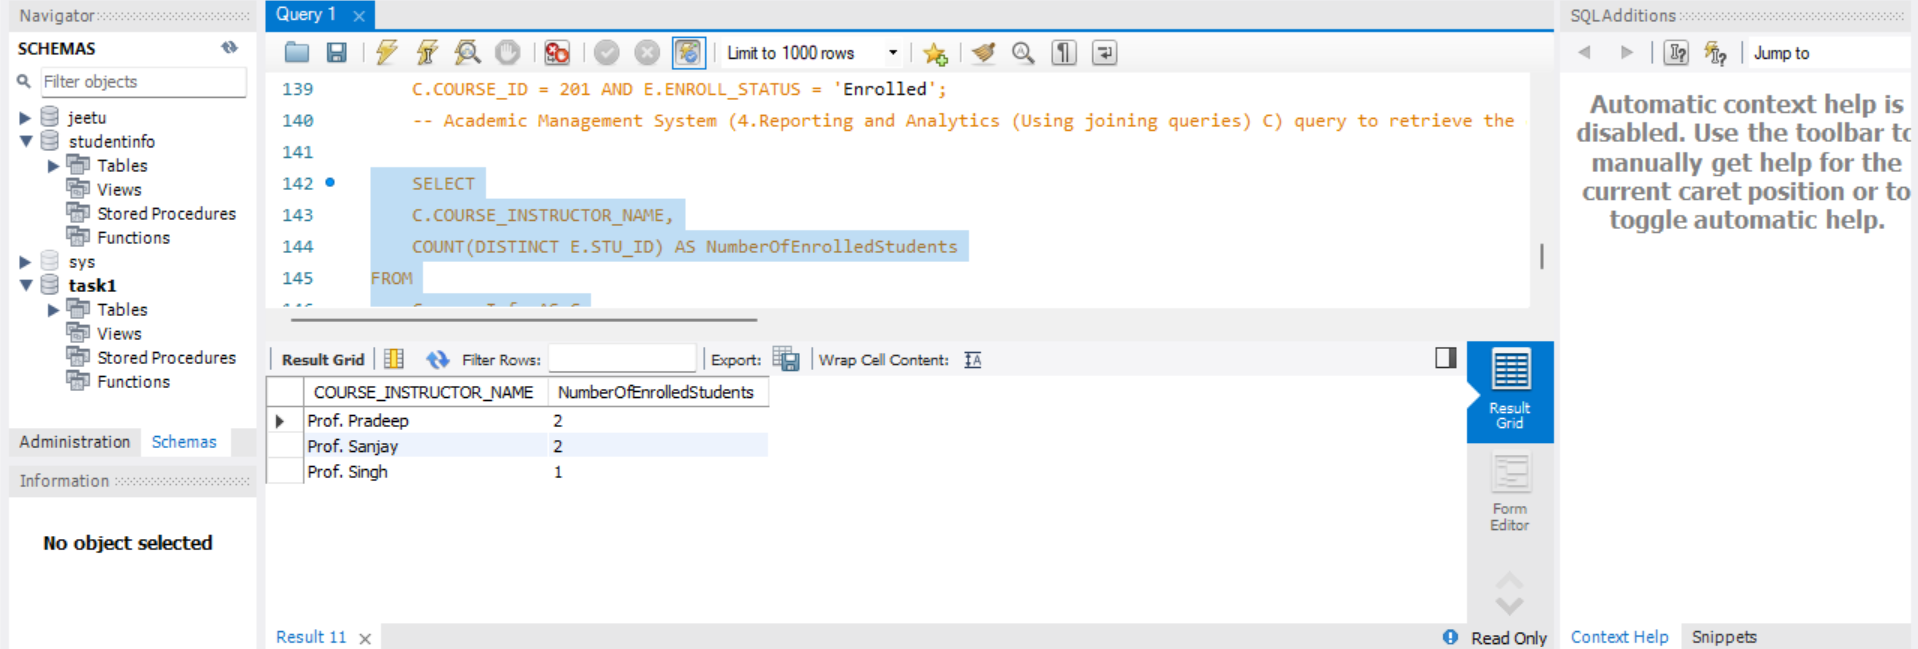 Navigator
SCHEMAS
Filter objects
jeetu
studentinfo
Tables
Views
Stored Procedures
Functions
sys
task1
Tables
Views
Stored Procedures
Functions
Administration Schemas
Information
No object selected
Query 1
Limit to 1000 rows
139 C.COURSE_ID = 201 AND E.ENROLL_STATUS = 'Enrolled';
140 -- Academic Management System (4.Reporting and Analytics (Using joining queries) C) query to retrieve the
141
142 SELECT
143 C.COURSE_INSTRUCTOR_NAME,
144 COUNT(DISTINCT E.STU_ID) AS NumberOfEnrolledStudents
145 FROM
Result Grid Filter Rows: Export: Wrap Cell Content:
COURSE_INSTRUCTOR_NAME NumberOfEnrolledStudents
Prof. Pradeep 2
Prof. Sanjay 2
Prof. Singh 1
Result
Grid
Form
Editor
Result 11
Read Only
SQLAdditions
Jump to
Automatic context help is
disabled. Use the toolbar to
manually get help for the
current caret position or to
toggle automatic help.
Context Help Snippets